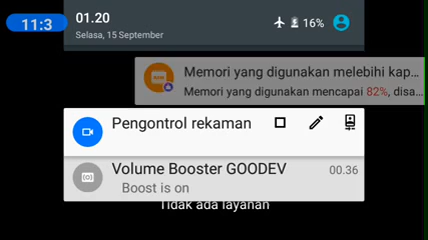 11:3
01.20
16%
Selasa, 15 September
Memori yang digunakan melebihi kap...
Memori yang digunakan mencapai 82%, disa...
Pengontrol rekaman
Volume Booster GOODEV
00.36
Boost is on
Tidak ada layanan